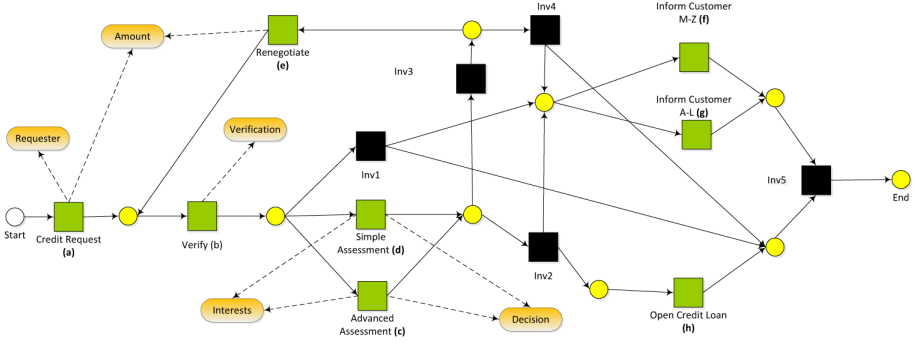 Inv4
Inform Customer
M-Z (f)
Amount
Renegotiate
(e)
Inv3
Inform Customer
A-L (g)
Verification
Requester
Inv1
Inv5
End
Start
Credit Request
(a)
Verify (b)
Simple
Assessment (d)
Inv2
Interests
Advanced
Assessment (c)
Decision
Open Credit Loan
(h)